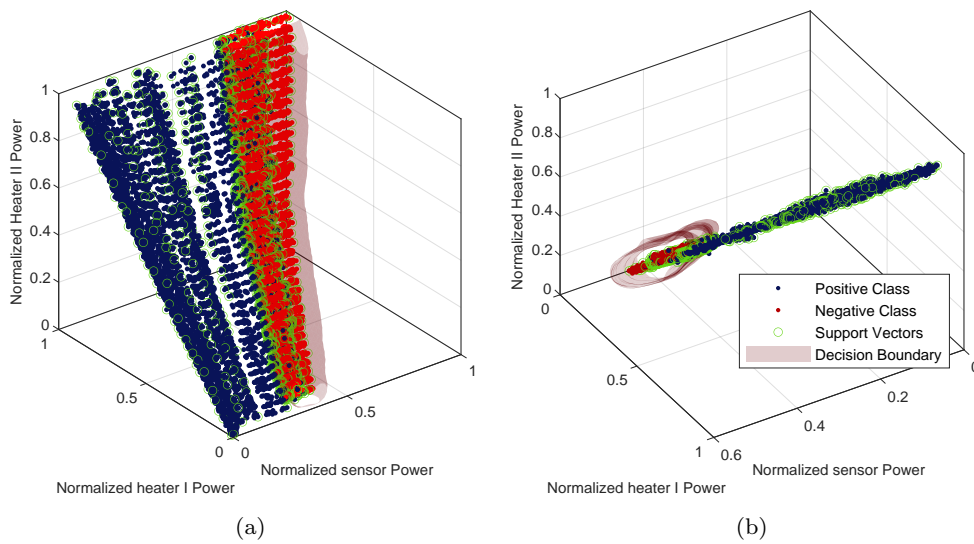 1
0.8
0.6
0.4
0.2
0
1
0.5
0
0
0.5
1
Normalized Heater II Power
Normalized heater I Power
Normalized sensor Power
(a)
1
0.8
0.6
0.4
0.2
0
0
0.5
1
0.6
0.4
0.2
0
Normalized Heater II Power
Normalized heater I Power
Normalized sensor Power
Positive Class
Negative Class
Support Vectors
Decision Boundary
(b)